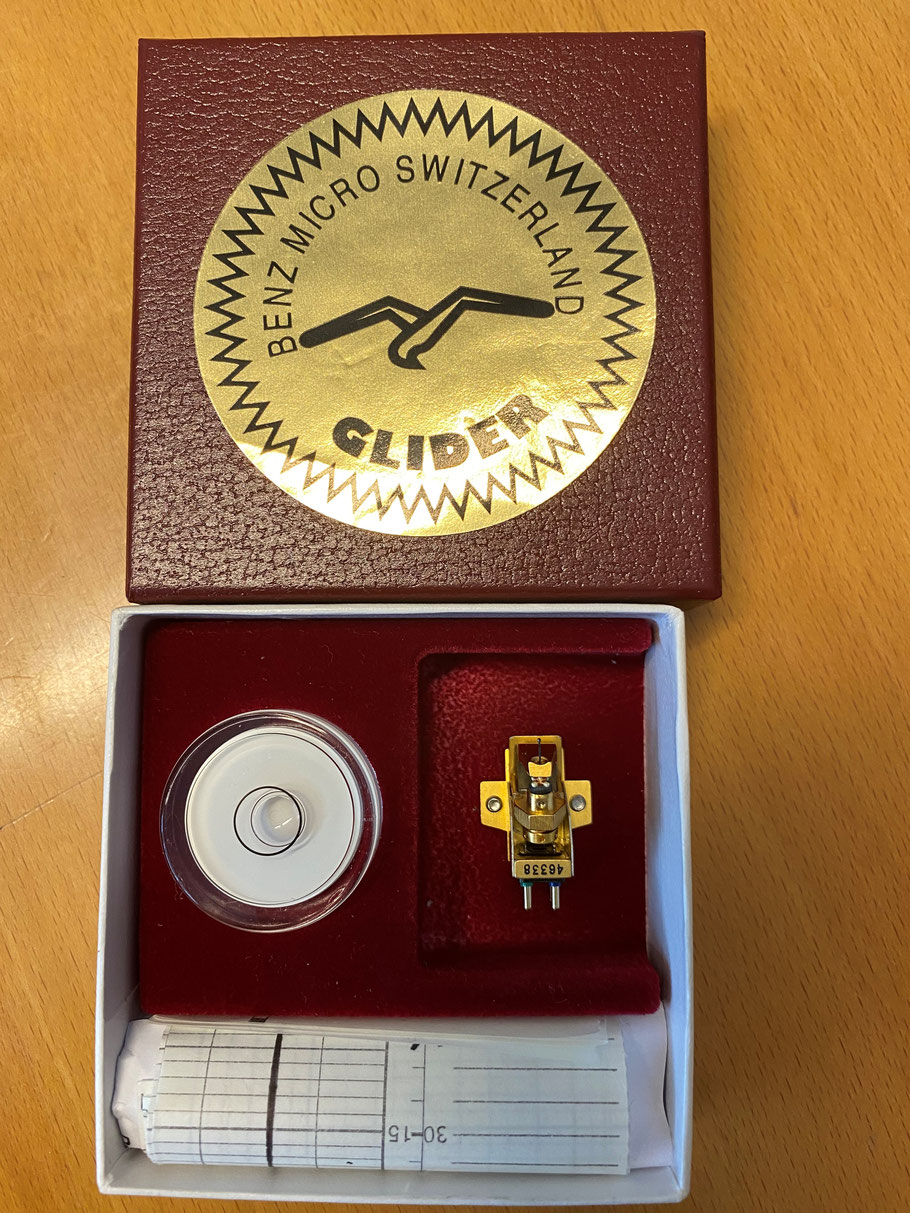 BENZ MICRO SWITZERLAND
GLIDER
46338
30-15